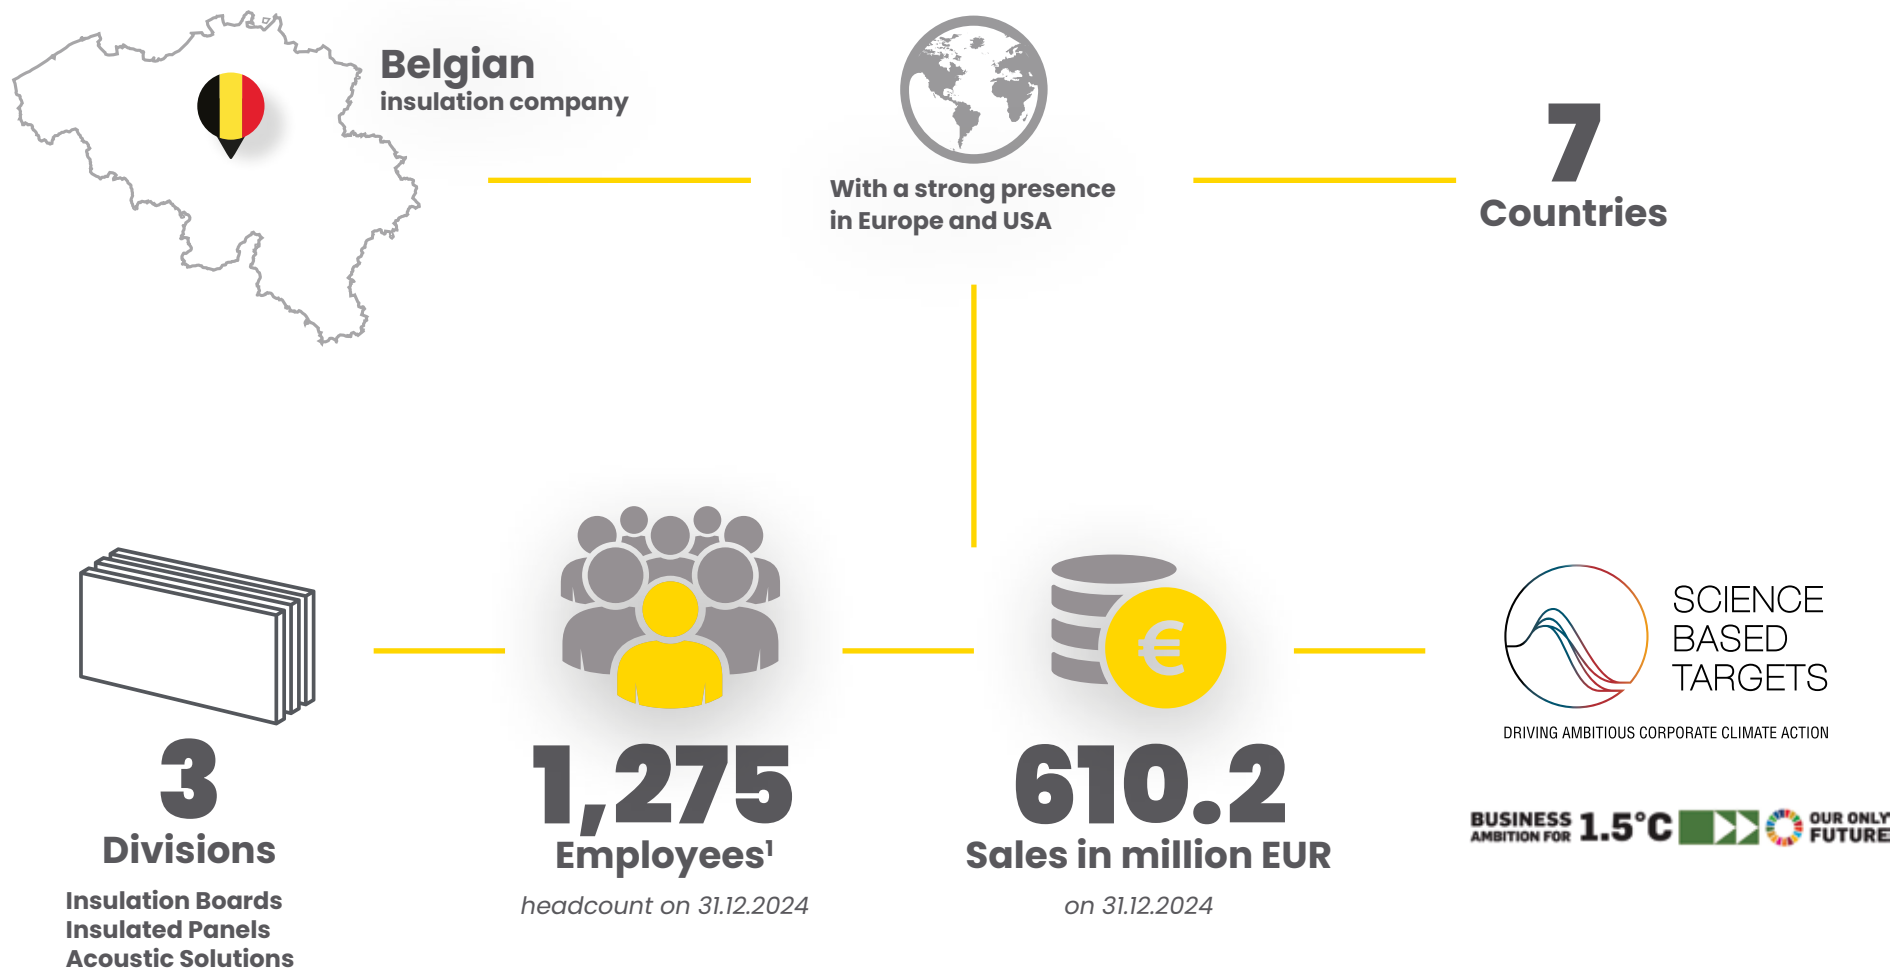 Belgian
insulation company
With a strong presence
in Europe and USA
7
Countries
3
Divisions
Insulation Boards
Insulated Panels
Acoustic Solutions
1,275
Employees¹
headcount on 31.12.2024
€
610.2
Sales in million EUR
on 31.12.2024
SCIENCE
BASED
TARGETS
DRIVING AMBITIOUS CORPORATE CLIMATE ACTION
BUSINESS
AMBITION FOR
1.5°C
OUR ONLY
FUTURE